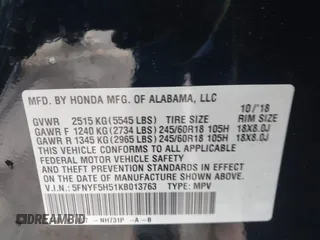 MFD. BY HONDA MFG. OF ALABAMA, LLC
10/'18
GVWR 2515 KG (5545 LBS) TIRE SIZE RIM SIZE
GAWR F 1240 KG (2734 LBS) 245/60R18 105H 18X8.0J
GAWR R 1345 KG (2965 LBS) 245/60R18 105H 18X8.0J
THIS VEHICLE CONFORMS TO ALL APPLICABLE FEDERAL
MOTOR VEHICLE SAFETY AND THEFT PREVENTION STANDARDS
IN EFFECT ON THE DATE OF MANUFACTURE SHOWN ABOVE.
VIN: 5FNYF5H51KB013763 TYPE: MPV
NH731P -A -B
DREAMBID